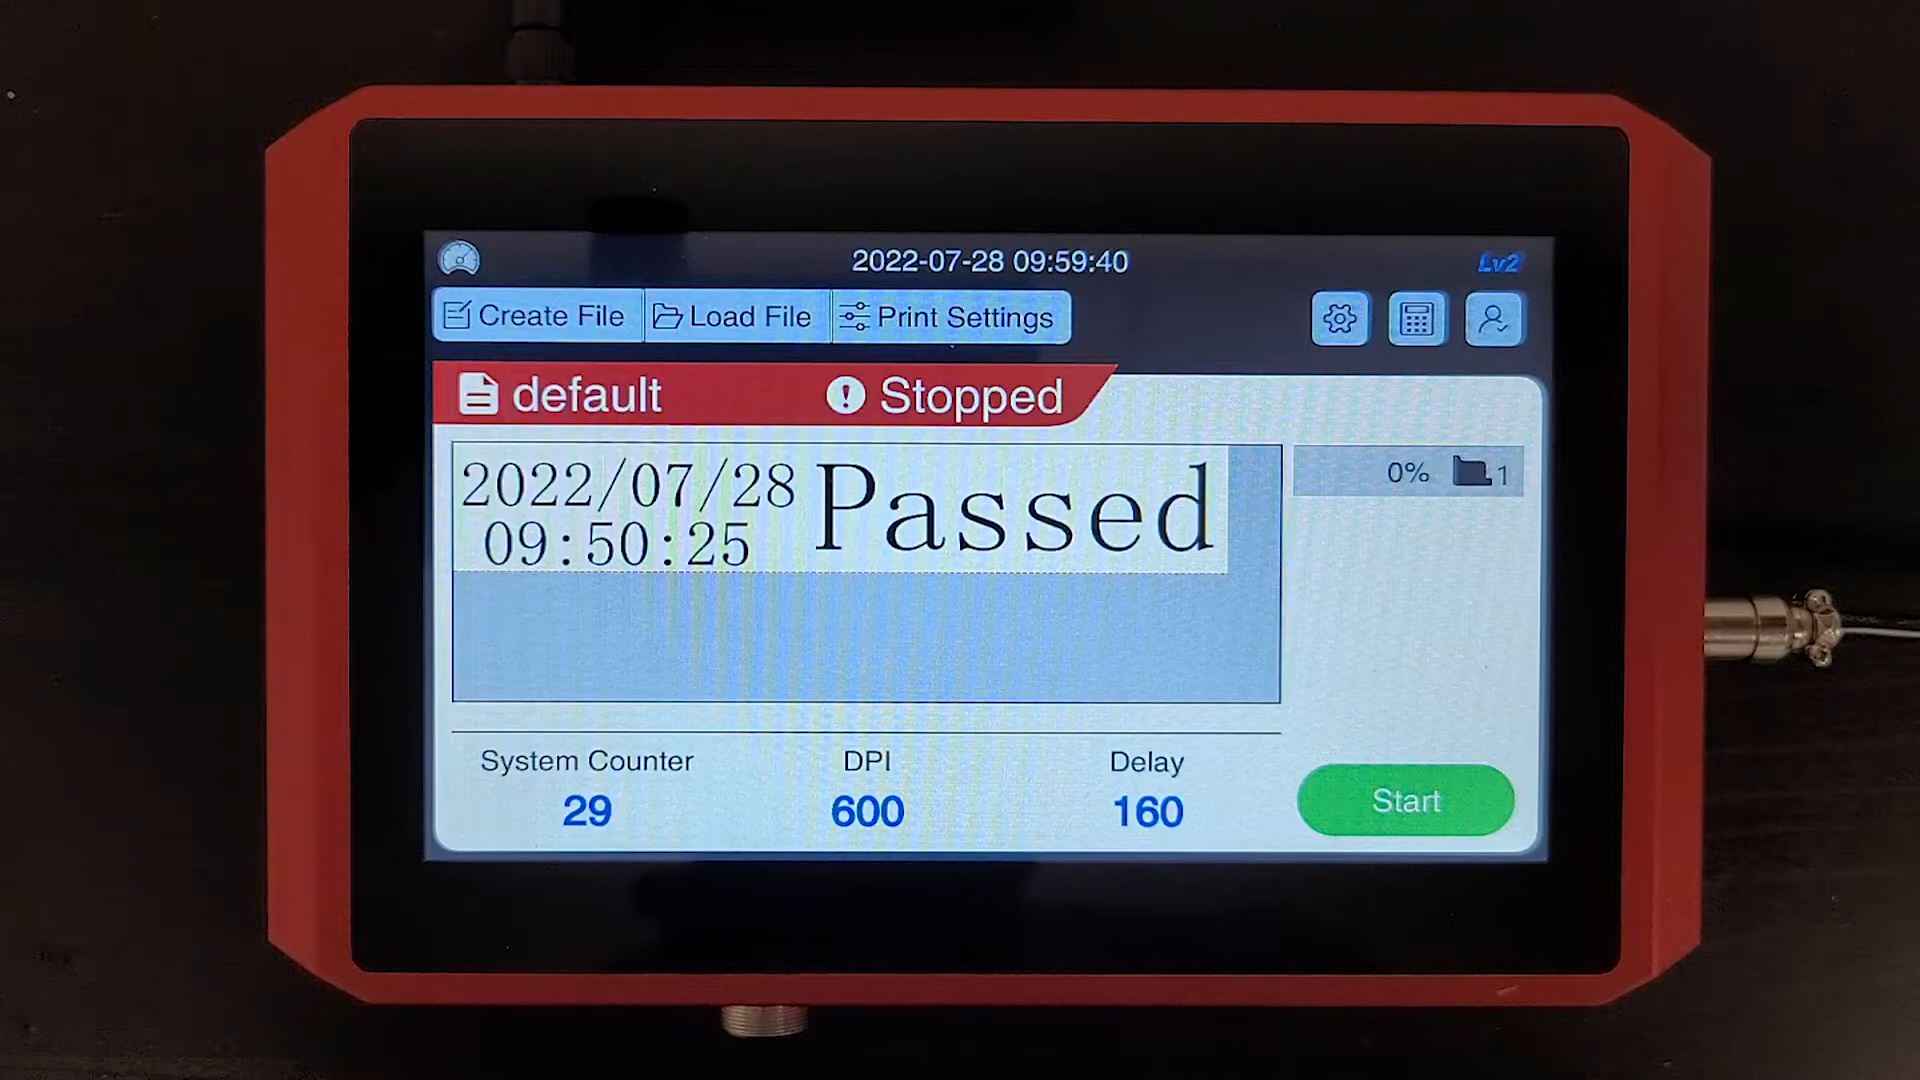 2022-07-28 09:59:40
Lv2
Create File
Load File
Print Settings
default
Stopped
2022/07/28
09:50:25
Passed
0%
1
System Counter
DPI
Delay
29
600
160
Start